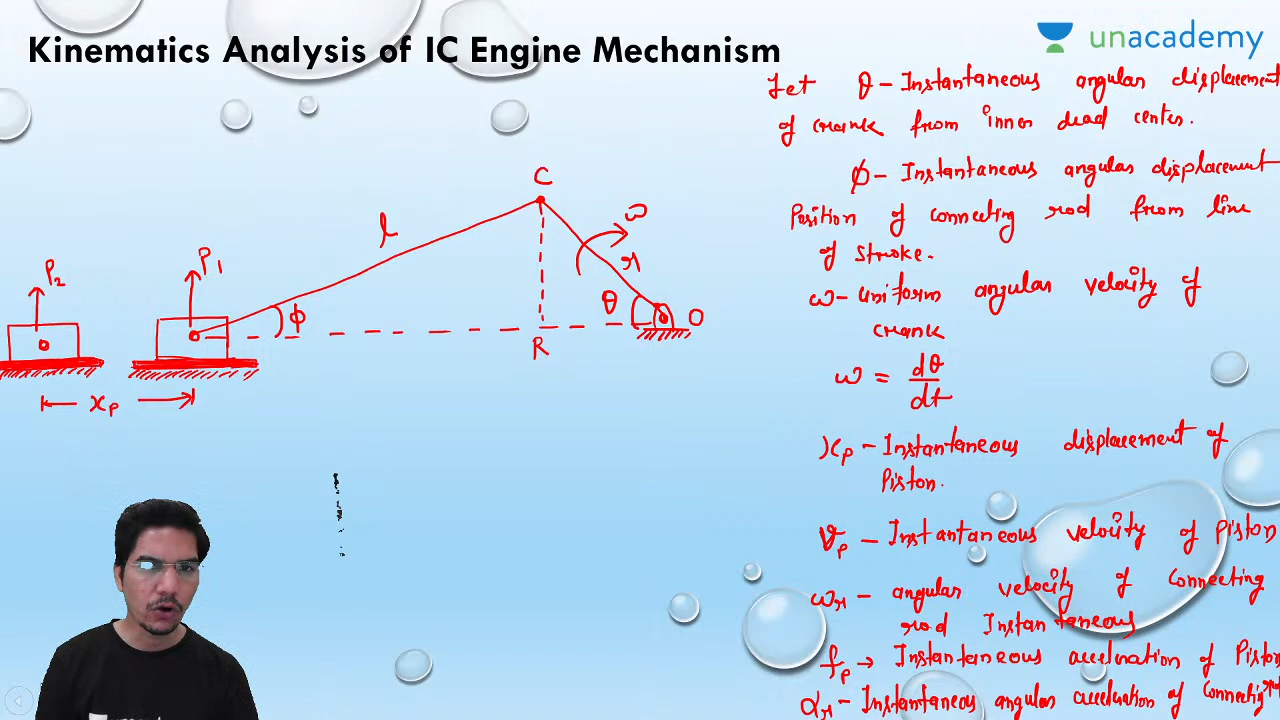 Kinematics Analysis of IC Engine Mechanism
unacademy
Let θ - Instantaneous angular displacement
of crank from inner dead center.
ϕ - Instantaneous angular displacement
Position of connecting rod from line
of stroke.
ω - uniform angular velocity of
crank
ω = dθ/dt
xp - Instantaneous displacement of
Piston.
Vp - Instantaneous velocity of Piston
ωr - angular velocity of Connecting
rod Instantaneous
fp → Instantaneous acceleration of Piston
αr - Instantaneous angular acceleration of Connecting rod
C
l
ω
r
P2
P1
ϕ
θ
O
R
xp